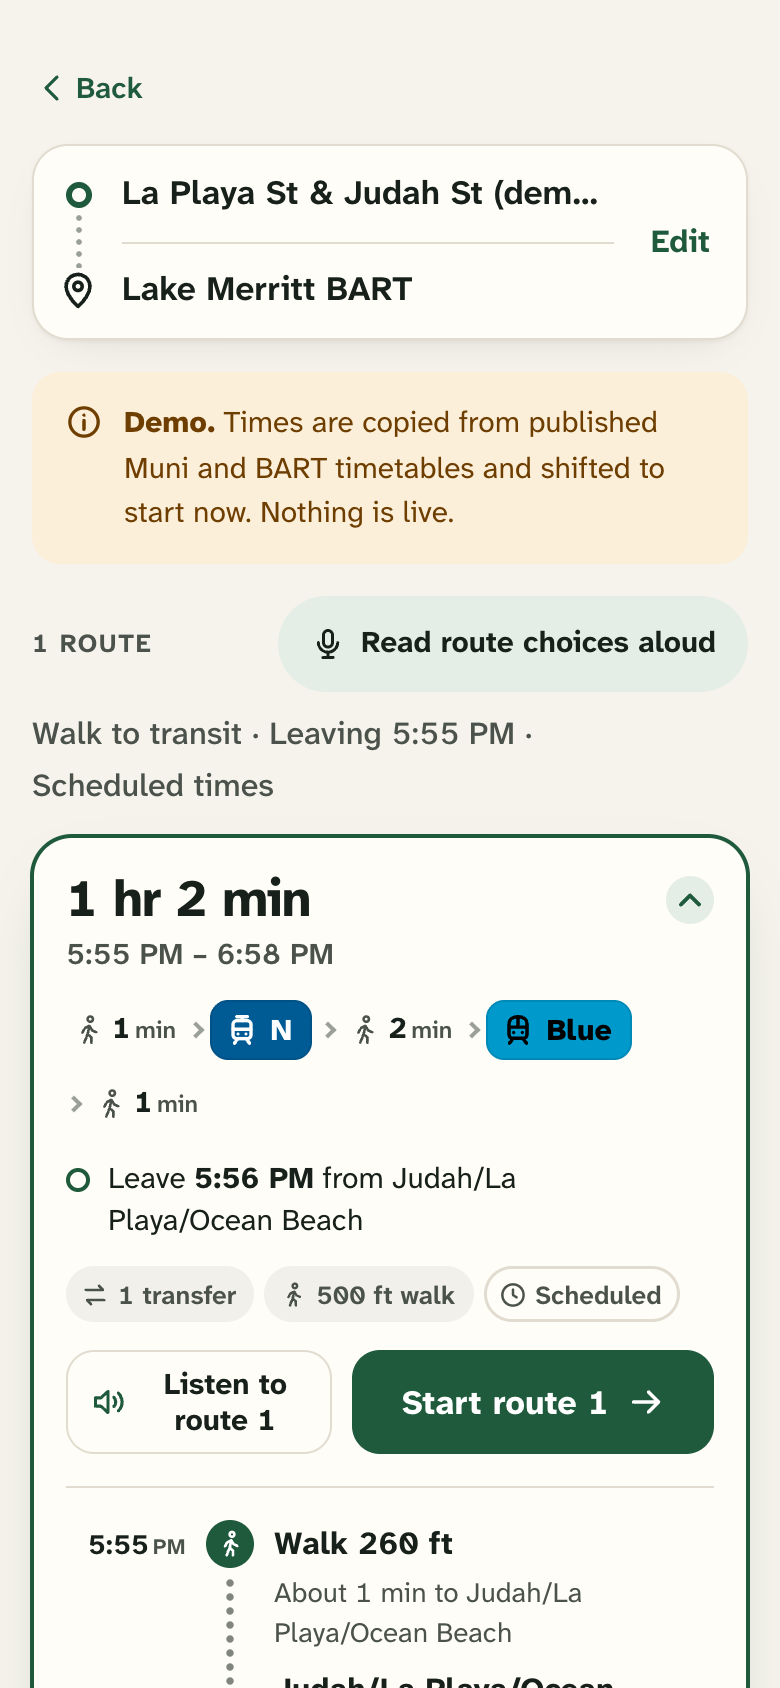 Back
La Playa St & Judah St (dem...
Edit
Lake Merritt BART
Demo. Times are copied from published
Muni and BART timetables and shifted to
start now. Nothing is live.
1 ROUTE
Read route choices aloud
Walk to transit · Leaving 5:55 PM ·
Scheduled times
1 hr 2 min
5:55 PM – 6:58 PM
1 min > N > 2 min > Blue
> 1 min
Leave 5:56 PM from Judah/La
Playa/Ocean Beach
1 transfer
500 ft walk
Scheduled
Listen to
route 1
Start route 1 →
5:55 PM
Walk 260 ft
About 1 min to Judah/La
Playa/Ocean Beach
Judah/La Playa/Ocean